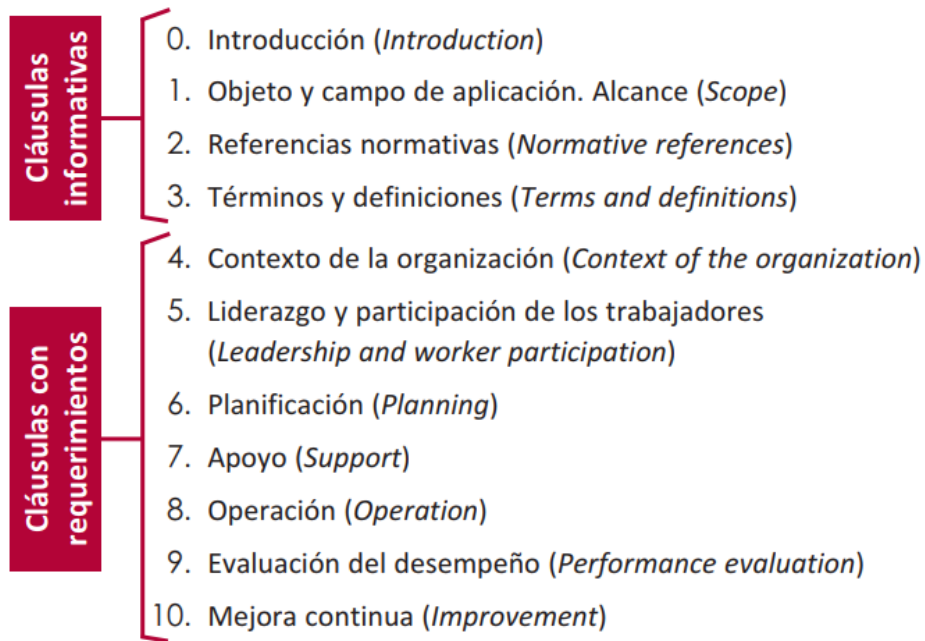 Cláusulas
informativas
0. Introducción (Introduction)
1. Objeto y campo de aplicación. Alcance (Scope)
2. Referencias normativas (Normative references)
3. Términos y definiciones (Terms and definitions)
Cláusulas con
requerimientos
4. Contexto de la organización (Context of the organization)
5. Liderazgo y participación de los trabajadores
(Leadership and worker participation)
6. Planificación (Planning)
7. Apoyo (Support)
8. Operación (Operation)
9. Evaluación del desempeño (Performance evaluation)
10. Mejora continua (Improvement)